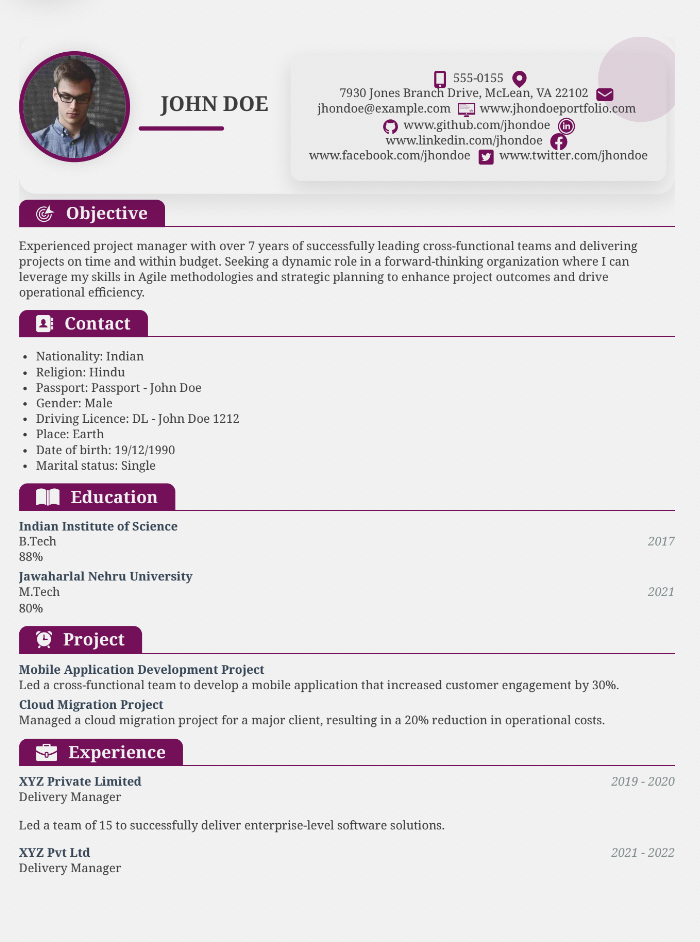 JOHN DOE
555-0155
7930 Jones Branch Drive, McLean, VA 22102
jhondoe@example.com www.jhondoeportfolio.com
www.github.com/jhondoe
www.linkedin.com/jhondoe
www.facebook.com/jhondoe www.twitter.com/jhondoe
Objective
Experienced project manager with over 7 years of successfully leading cross-functional teams and delivering
projects on time and within budget. Seeking a dynamic role in a forward-thinking organization where I can
leverage my skills in Agile methodologies and strategic planning to enhance project outcomes and drive
operational efficiency.
Contact
• Nationality: Indian
• Religion: Hindu
• Passport: Passport - John Doe
• Gender: Male
• Driving Licence: DL - John Doe 1212
• Place: Earth
• Date of birth: 19/12/1990
• Marital status: Single
Education
Indian Institute of Science
B.Tech 2017
88%
Jawaharlal Nehru University
M.Tech 2021
80%
Project
Mobile Application Development Project
Led a cross-functional team to develop a mobile application that increased customer engagement by 30%.
Cloud Migration Project
Managed a cloud migration project for a major client, resulting in a 20% reduction in operational costs.
Experience
XYZ Private Limited 2019 - 2020
Delivery Manager
Led a team of 15 to successfully deliver enterprise-level software solutions.
XYZ Pvt Ltd 2021 - 2022
Delivery Manager